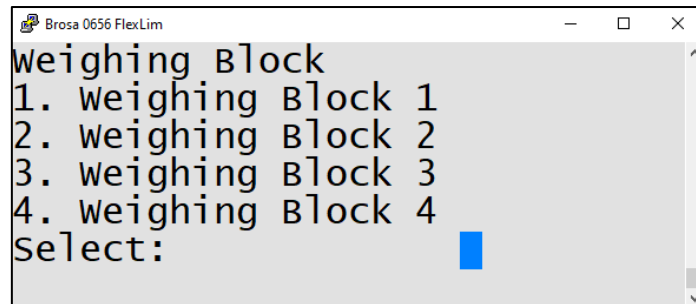 Brosa 0656 FlexLim
Weighing Block
1. Weighing Block 1
2. Weighing Block 2
3. Weighing Block 3
4. Weighing Block 4
Select: